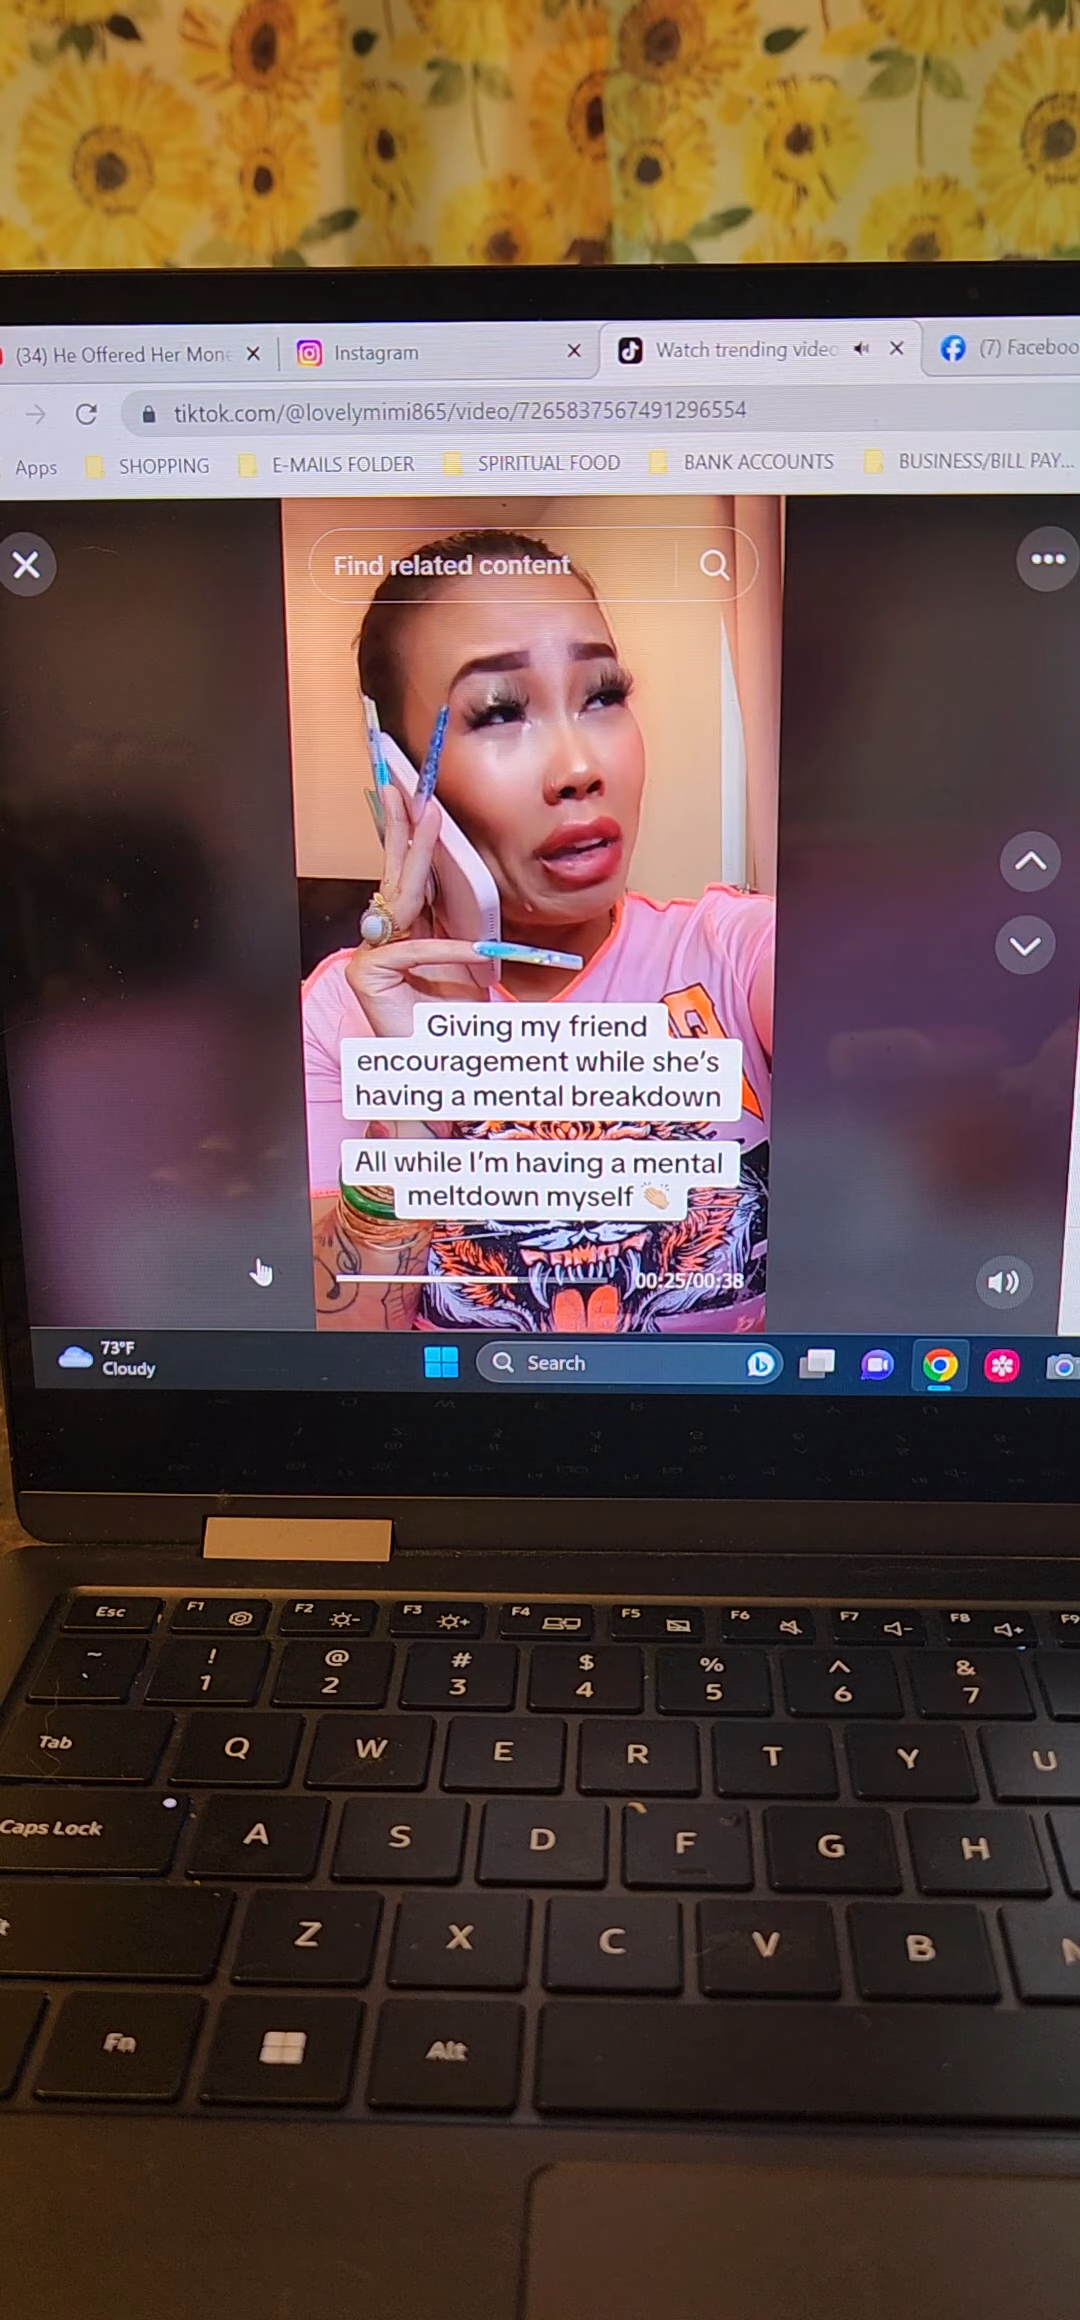 (34) He Offered Her Mone
Instagram
Watch trending video
(7) Faceboo
tiktok.com/@lovelymimi865/video/7265837567491296554
Apps
SHOPPING
E-MAILS FOLDER
SPIRITUAL FOOD
BANK ACCOUNTS
BUSINESS/BILL PAY...
Find related content
Giving my friend
encouragement while she's
having a mental breakdown
All while I'm having a mental
meltdown myself 👏🏼
00:25/00:38
73°F
Cloudy
Search
Esc F1 F2 F3 F4 F5 F6 F7 F8 F9
~ ! @ # $ % ^ &
` 1 2 3 4 5 6 7
Tab Q W E R T Y U
Caps Lock A S D F G H
Z X C V B N
Fn Alt